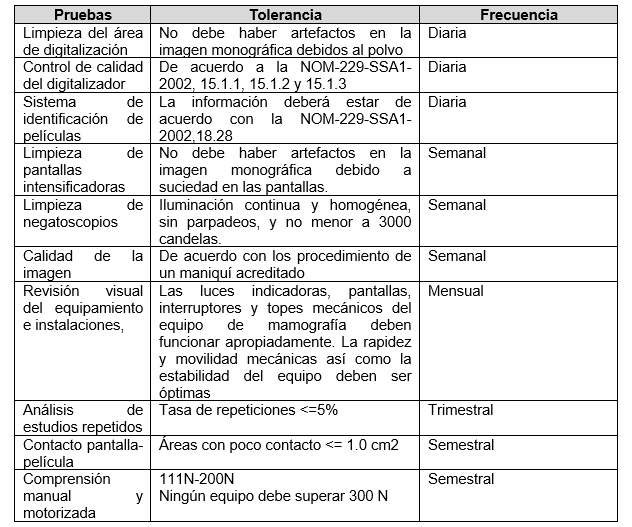 Pruebas Tolerancia Frecuencia
Limpieza del área No debe haber artefactos en la Diaria
de digitalización imagen monográfica debidos al polvo
Control de calidad De acuerdo a la NOM-229-SSA1- Diaria
del digitalizador 2002, 15.1.1, 15.1.2 y 15.1.3
Sistema de La información deberá estar de Diaria
identificación de acuerdo con la NOM-229-SSA1-
películas 2002,18.28
Limpieza de No debe haber artefactos en la Semanal
pantallas imagen monográfica debido a
intensificadoras suciedad en las pantallas.
Limpieza de Iluminación continua y homogénea, Semanal
negatoscopios sin parpadeos, y no menor a 3000
candelas.
Calidad de la De acuerdo con los procedimiento de Semanal
imagen un maniquí acreditado
Revisión visual Las luces indicadoras, pantallas, Mensual
del equipamiento interruptores y topes mecánicos del
e instalaciones, equipo de mamografía deben
funcionar apropiadamente. La rapidez
y movilidad mecánicas así como la
estabilidad del equipo deben ser
óptimas
Análisis de Tasa de repeticiones <=5% Trimestral
estudios repetidos
Contacto pantalla- Áreas con poco contacto <= 1.0 cm2 Semestral
película
Comprensión 111N-200N Semestral
manual y Ningún equipo debe superar 300 N
motorizada